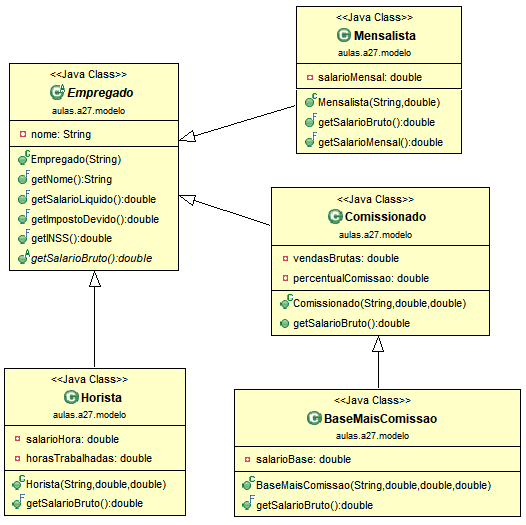 <<Java Class>>
Mensalista
aulas.a27.modelo
salarioMensal: double
Mensalista(String,double)
getSalarioBruto():double
getSalarioMensal():double
<<Java Class>>
Empregado
aulas.a27.modelo
nome: String
Empregado(String)
getNome():String
getSalarioLiquido():double
getImpostoDevido():double
getINSS():double
getSalarioBruto():double
<<Java Class>>
Comissionado
aulas.a27.modelo
vendasBrutas: double
percentualComissao: double
Comissionado(String,double,double)
getSalarioBruto():double
<<Java Class>>
Horista
aulas.a27.modelo
salarioHora: double
horasTrabalhadas: double
Horista(String,double,double)
getSalarioBruto():double
<<Java Class>>
BaseMaisComissao
aulas.a27.modelo
salarioBase: double
BaseMaisComissao(String,double,double,double)
getSalarioBruto():double